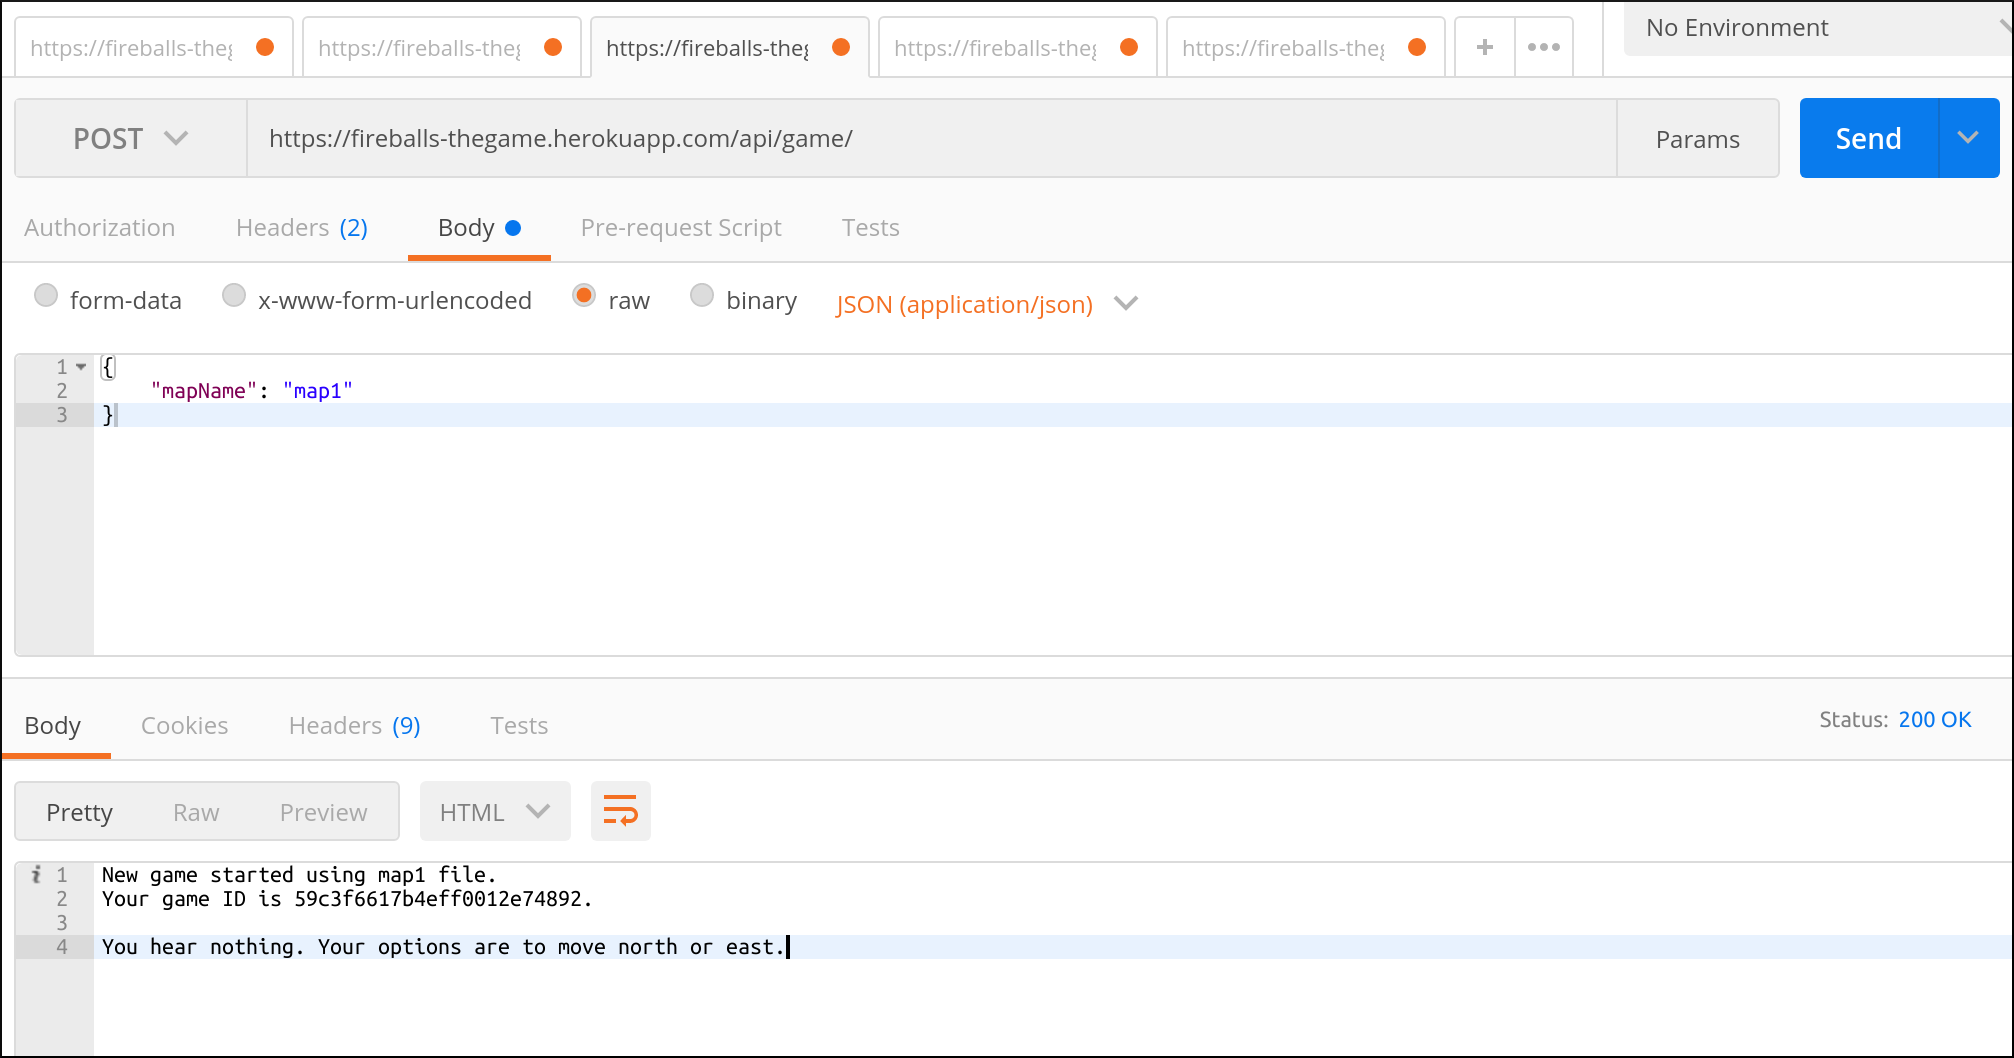 https://fireballs-theg https://fireballs-theg https://fireballs-theg https://fireballs-theg https://fireballs-theg + ••• No Environment
POST https://fireballs-thegame.herokuapp.com/api/game/ Params Send
Authorization Headers (2) Body Pre-request Script Tests
form-data x-www-form-urlencoded raw binary JSON (application/json)
1 {
2 "mapName": "map1"
3 }
Body Cookies Headers (9) Tests Status: 200 OK
Pretty Raw Preview HTML
i 1 New game started using map1 file.
2 Your game ID is 59c3f6617b4eff0012e74892.
3
4 You hear nothing. Your options are to move north or east.